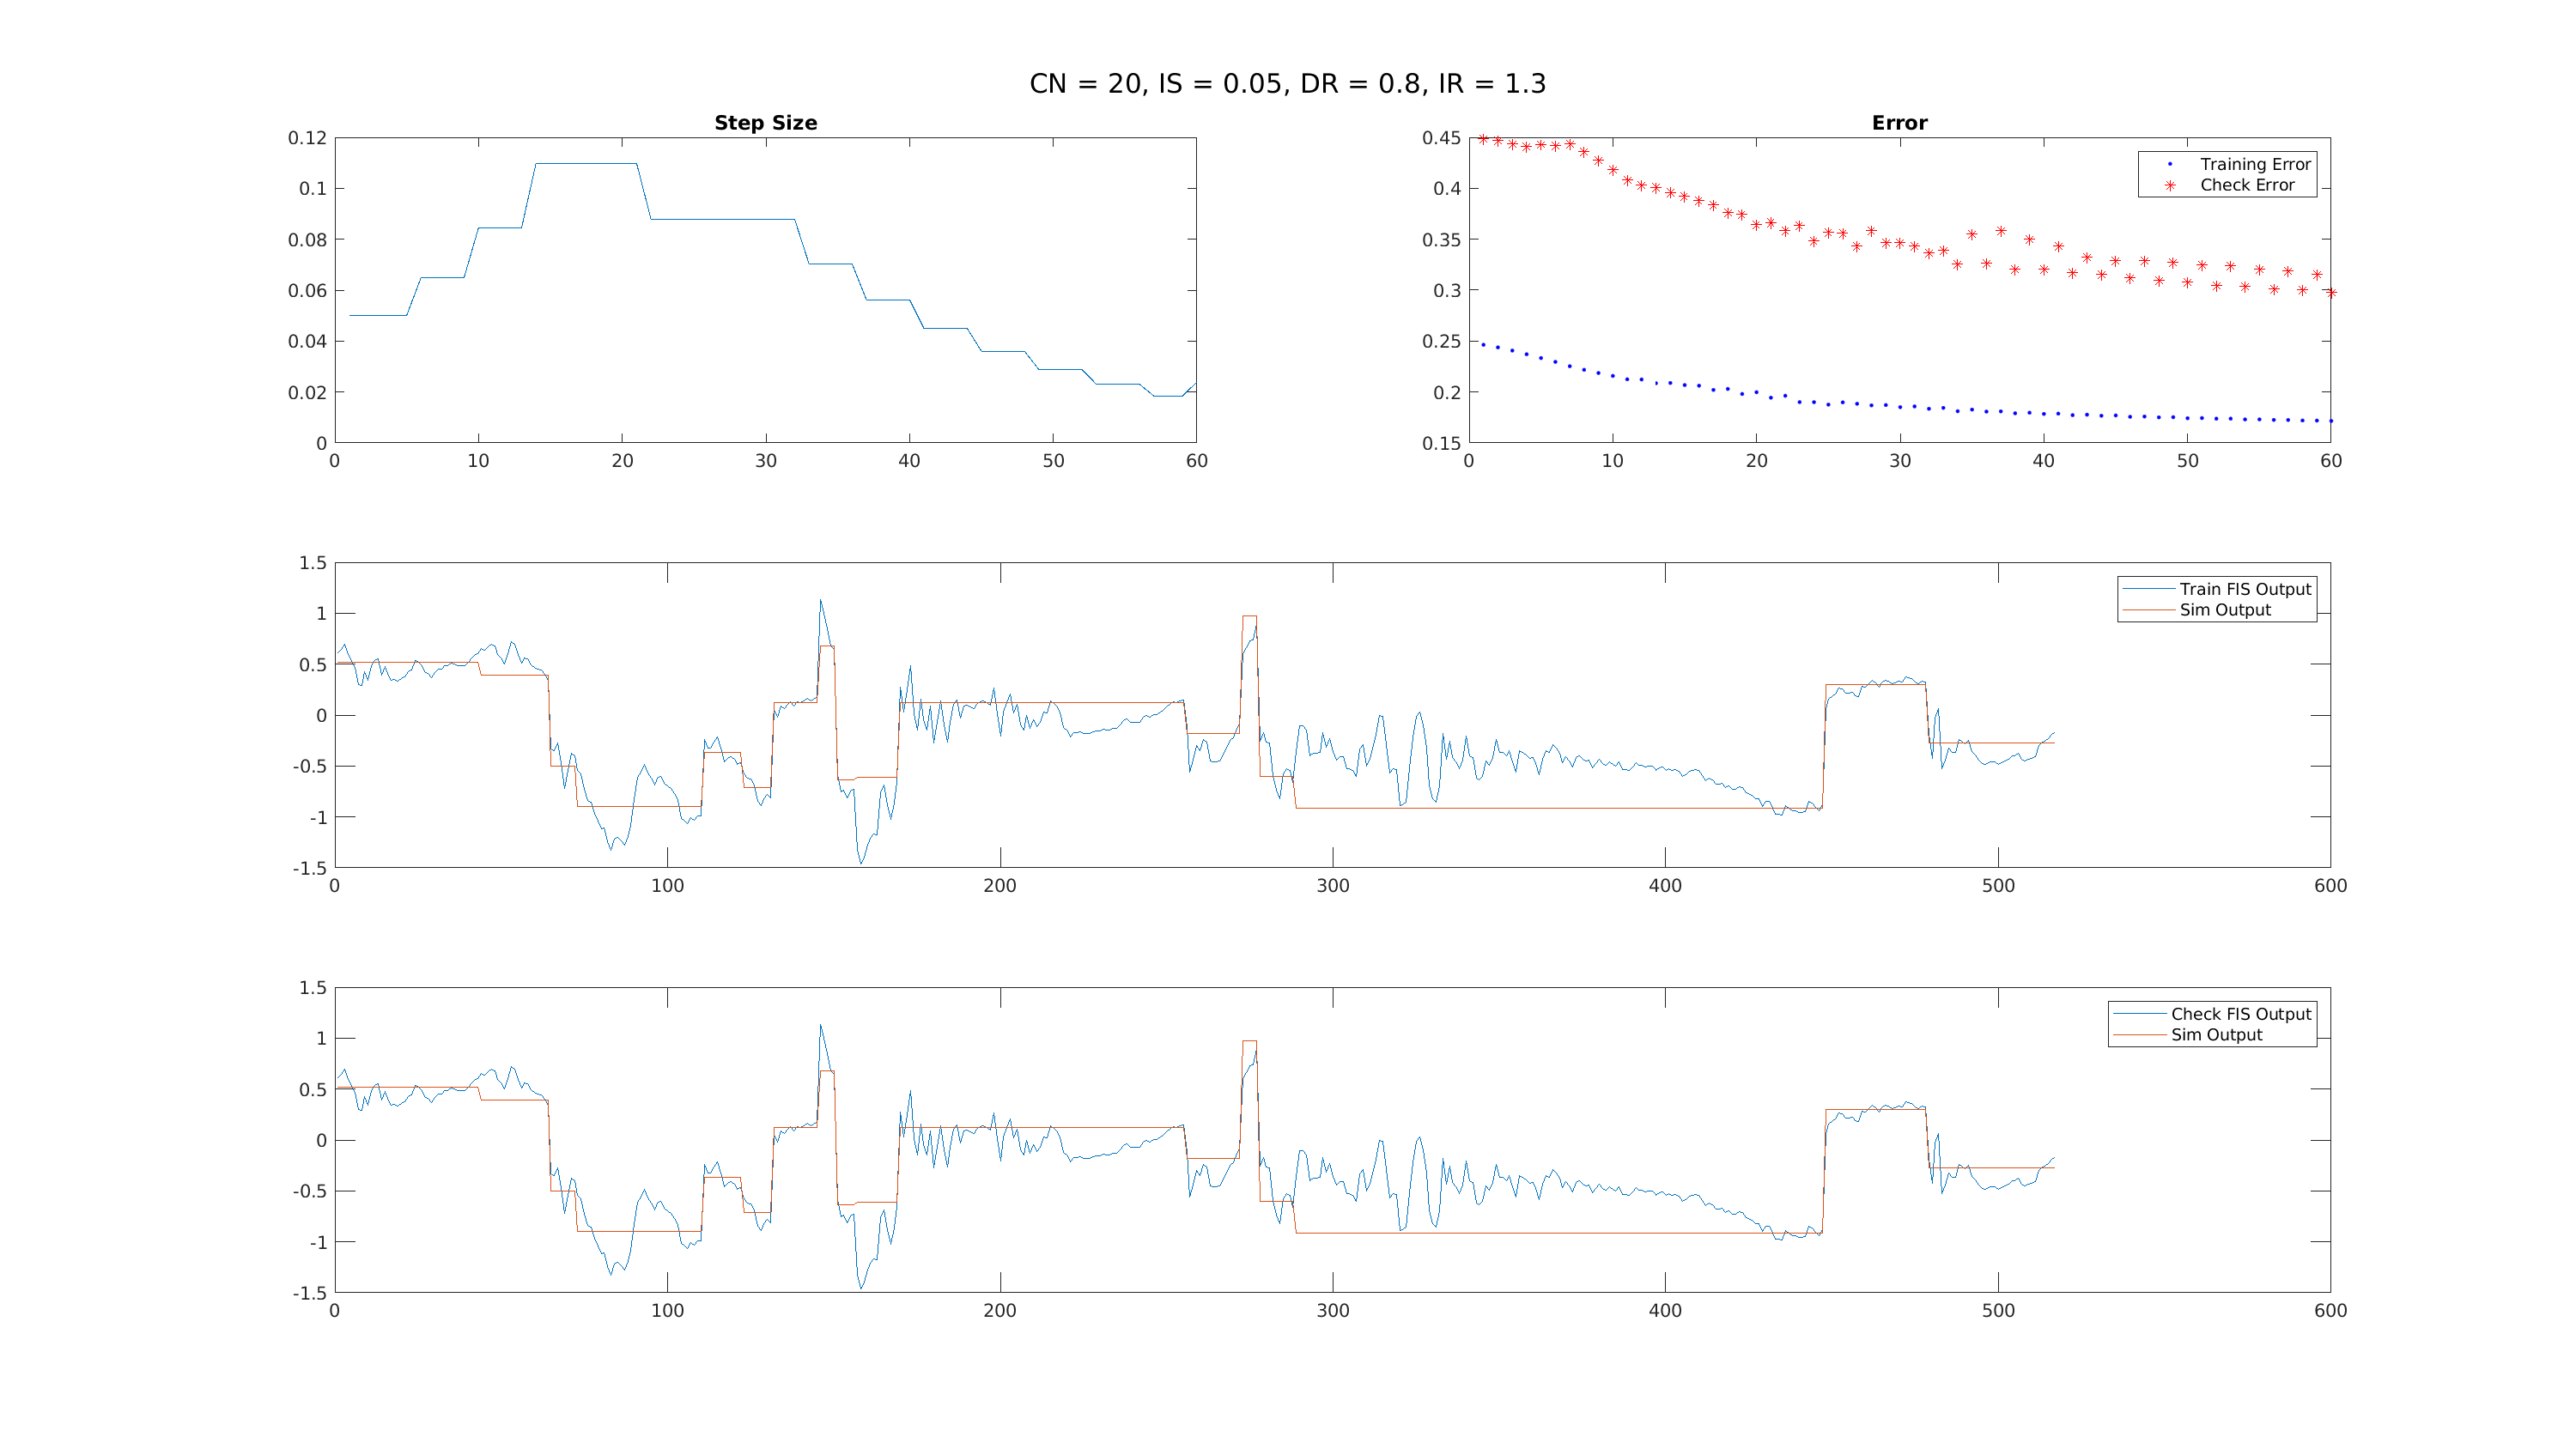 CN = 20, IS = 0.05, DR = 0.8, IR = 1.3
Step Size
0.12
0.1
0.08
0.06
0.04
0.02
0
0 10 20 30 40 50 60
Error
0.45
0.4
0.35
0.3
0.25
0.2
0.15
0 10 20 30 40 50 60
Training Error
Check Error
1.5
1
0.5
0
-0.5
-1
-1.5
0 100 200 300 400 500 600
Train FIS Output
Sim Output
1.5
1
0.5
0
-0.5
-1
-1.5
0 100 200 300 400 500 600
Check FIS Output
Sim Output